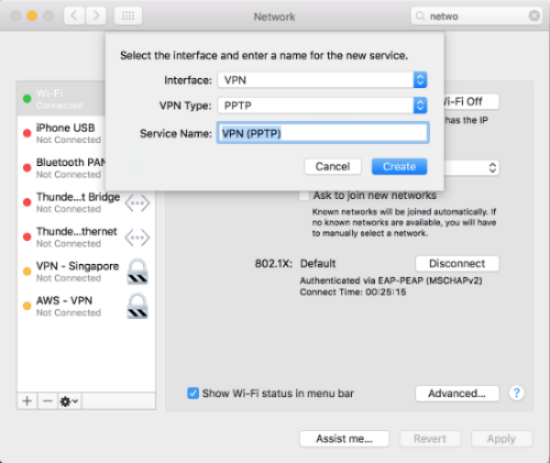 Network
netwo
Select the interface and enter a name for the new service.
Interface: VPN
VPN Type: PPTP
Service Name: VPN (PPTP)
Cancel
Create
Wi-Fi
Connected
iPhone USB
Not Connected
Bluetooth PAN
Not Connected
Thunde...t Bridge
Not Connected
Thunde...thernet
Not Connected
VPN - Singapore
Not Connected
AWS - VPN
Not Connected
Wi-Fi Off
has the IP
Ask to join new networks
Known networks will be joined automatically. If
no known networks are available, you will have
to manually select a network.
802.1X: Default
Disconnect
Authenticated via EAP-PEAP (MSCHAPv2)
Connect Time: 00:25:15
Show Wi-Fi status in menu bar
Advanced...
?
Assist me...
Revert
Apply